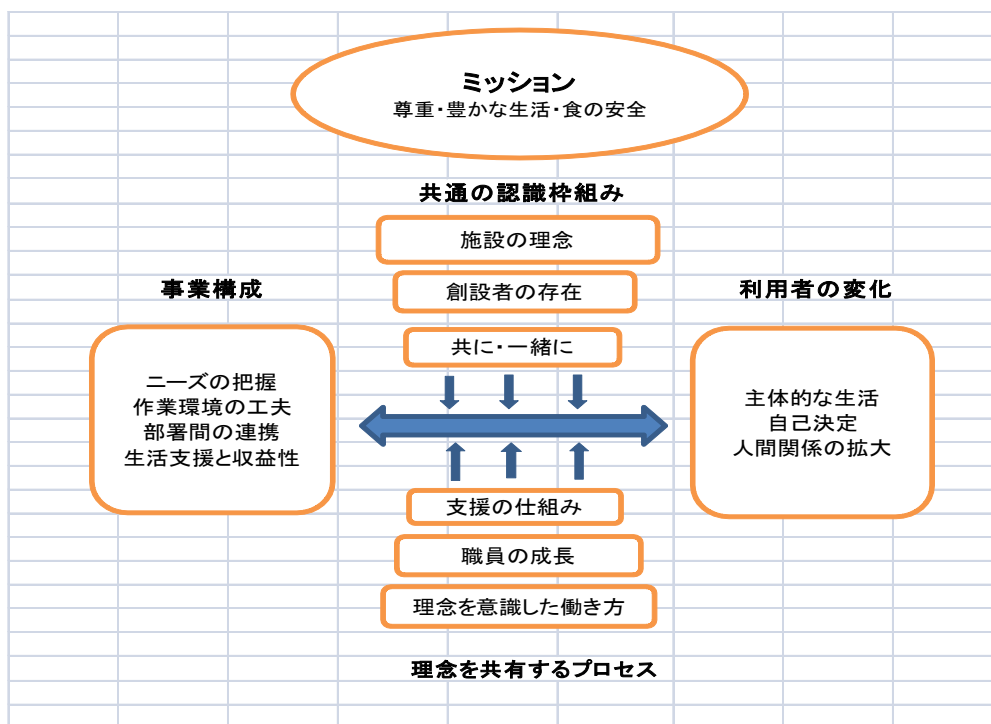 ミッション
尊重・豊かな生活・食の安全
共通の認識枠組み
施設の理念
創設者の存在
共に・一緒に
事業構成
ニーズの把握
作業環境の工夫
部署間の連携
生活支援と収益性
利用者の変化
主体的な生活
自己決定
人間関係の拡大
支援の仕組み
職員の成長
理念を意識した働き方
理念を共有するプロセス